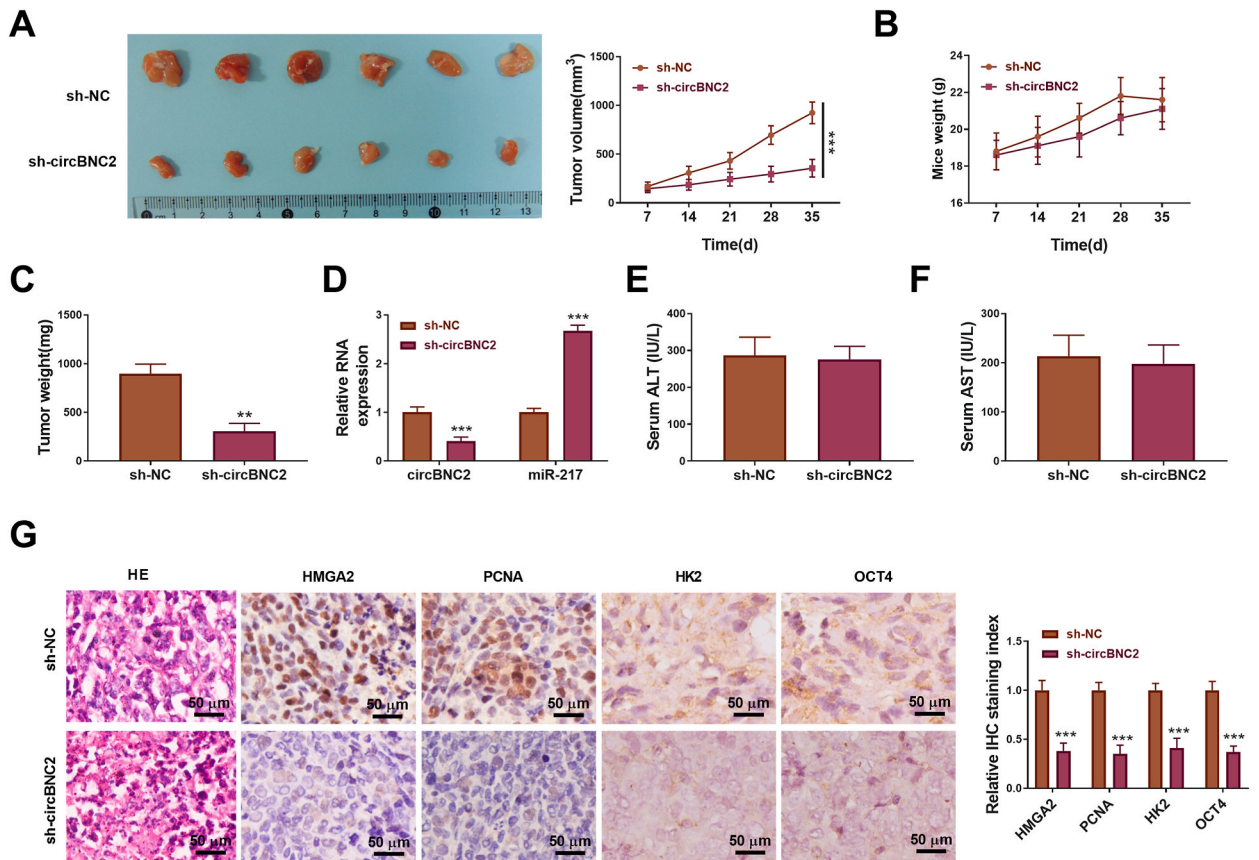 A
sh-NC
sh-circBNC2
0 cm 1 2 3 4 5 6 7 8 9 10 11 12 13
Tumor volume(mm³)
1500
1000
500
0
sh-NC
sh-circBNC2
***
7 14 21 28 35
Time(d)
B
Mice weight (g)
24
22
20
18
16
sh-NC
sh-circBNC2
7 14 21 28 35
Time(d)
C
Tumor weight(mg)
1500
1000
500
0
**
sh-NC sh-circBNC2
D
Relative RNA
expression
3
2
1
0
sh-NC
sh-circBNC2
***
***
circBNC2 miR-217
E
Serum ALT (IU/L)
400
300
200
100
0
sh-NC sh-circBNC2
F
Serum AST (IU/L)
300
200
100
0
sh-NC sh-circBNC2
G
HE HMGA2 PCNA HK2 OCT4
sh-NC
50 μm 50 μm 50 μm 50 μm 50 μm
sh-circBNC2
50 μm 50 μm 50 μm 50 μm 50 μm
Relative IHC staining index
1.5
1.0
0.5
0.0
sh-NC
sh-circBNC2
*** *** *** ***
HMGA2 PCNA HK2 OCT4